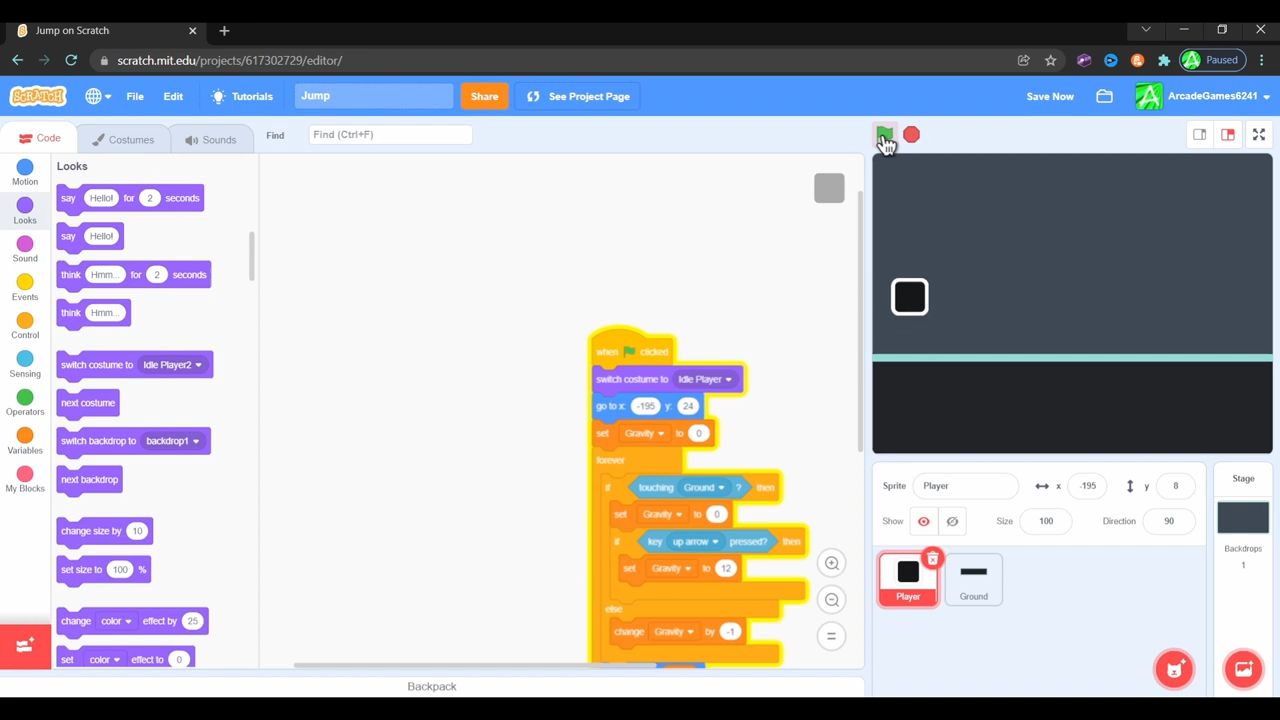 Jump on Scratch
scratch.mit.edu/projects/617302729/editor/
Paused
SCRATCH
File
Edit
Tutorials
Jump
Share
See Project Page
Save Now
ArcadeGames6241
Code
Costumes
Sounds
Find
Find (Ctrl+F)
Motion
Looks
Sound
Events
Control
Sensing
Operators
Variables
My Blocks
Looks
say Hello! for 2 seconds
say Hello!
think Hmm... for 2 seconds
think Hmm...
switch costume to Idle Player2
next costume
switch backdrop to backdrop1
next backdrop
change size by 10
set size to 100 %
change color effect by 25
set color effect to 0
when clicked
switch costume to Idle Player
go to x: -195 y: 24
set Gravity to 0
forever
if touching Ground ? then
set Gravity to 0
if key up arrow pressed? then
set Gravity to 12
else
change Gravity by -1
Backpack
Sprite Player x -195 y 8
Show Size 100 Direction 90
Player
Ground
Stage
Backdrops
1